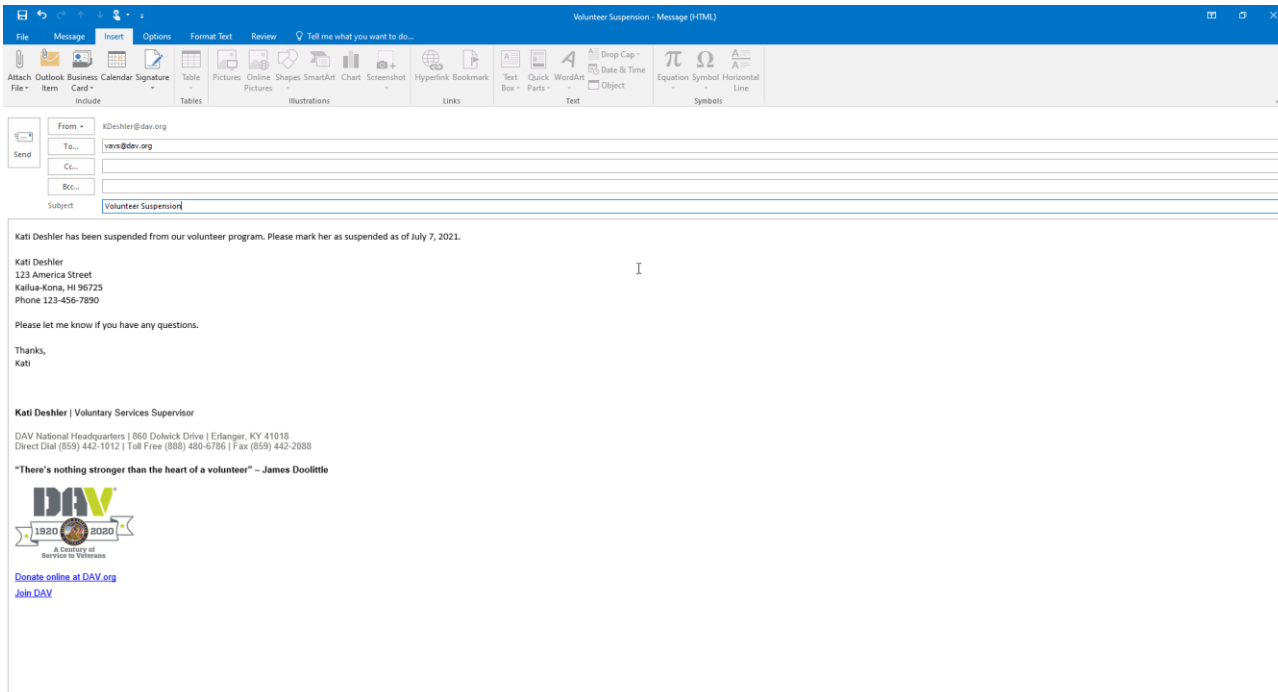 Volunteer Suspension - Message (HTML)
File Message Insert Options Format Text Review Tell me what you want to do...
Attach File Outlook Item Business Card Calendar Signature Table Pictures Online Pictures Shapes SmartArt Chart Screenshot Hyperlink Bookmark Text Box Quick Parts WordArt Drop Cap Date & Time Object Equation Symbol Horizontal Line
Include Tables Illustrations Links Text Symbols
From KDeshler@dav.org
Send
To... vavs@dav.org
Cc...
Bcc...
Subject Volunteer Suspension
Kati Deshler has been suspended from our volunteer program. Please mark her as suspended as of July 7, 2021.
Kati Deshler
123 America Street
Kailua-Kona, HI 96725
Phone 123-456-7890
Please let me know if you have any questions.
Thanks,
Kati
Kati Deshler | Voluntary Services Supervisor
DAV National Headquarters | 860 Dolwick Drive | Erlanger, KY 41018
Direct Dial (859) 442-1012 | Toll Free (888) 480-6786 | Fax (859) 442-2088
“There's nothing stronger than the heart of a volunteer” – James Doolittle
DAV
1920 2020
A Century of
Service to Veterans
Donate online at DAV.org
Join DAV